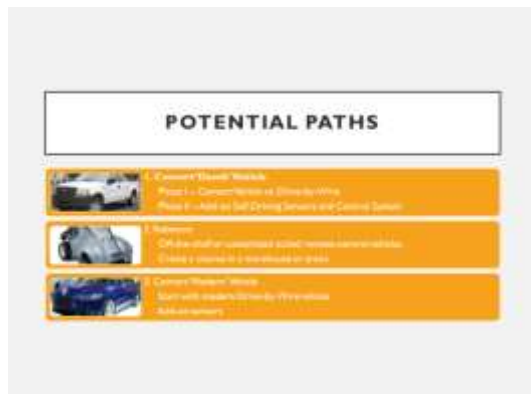 POTENTIAL PATHS
1. Convert 'Dumb' Vehicle
Phase I – Convert Vehicle to Drive-by-Wire
Phase II – Add on Self Driving Sensors and Control System
2.
Off-the-shelf or customized scaled remote control vehicles
Create a course in a warehouse or arena
3. Convert 'Modern' Vehicle
Start with modern Drive-by-Wire vehicle
Add-on sensors